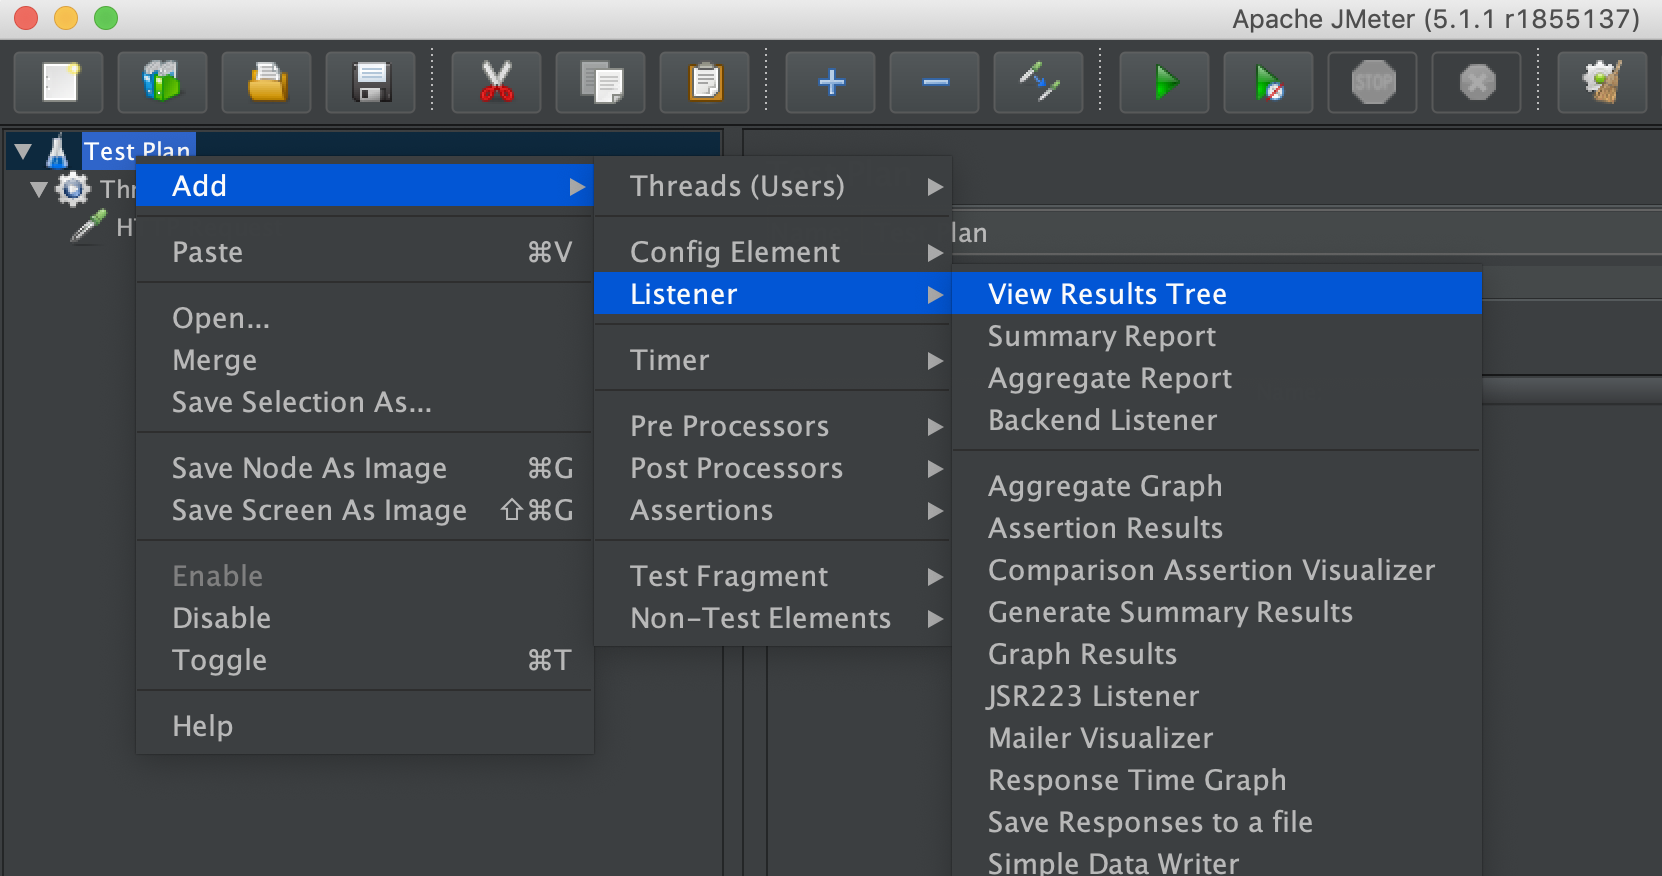 Apache JMeter (5.1.1 r1855137)
STOP
Test Plan
Add
Paste ⌘V
Open...
Merge
Save Selection As...
Save Node As Image ⌘G
Save Screen As Image ⇧⌘G
Enable
Disable
Toggle ⌘T
Help
Threads (Users)
Config Element
Listener
Timer
Pre Processors
Post Processors
Assertions
Test Fragment
Non-Test Elements
View Results Tree
Summary Report
Aggregate Report
Backend Listener
Aggregate Graph
Assertion Results
Comparison Assertion Visualizer
Generate Summary Results
Graph Results
JSR223 Listener
Mailer Visualizer
Response Time Graph
Save Responses to a file
Simple Data Writer